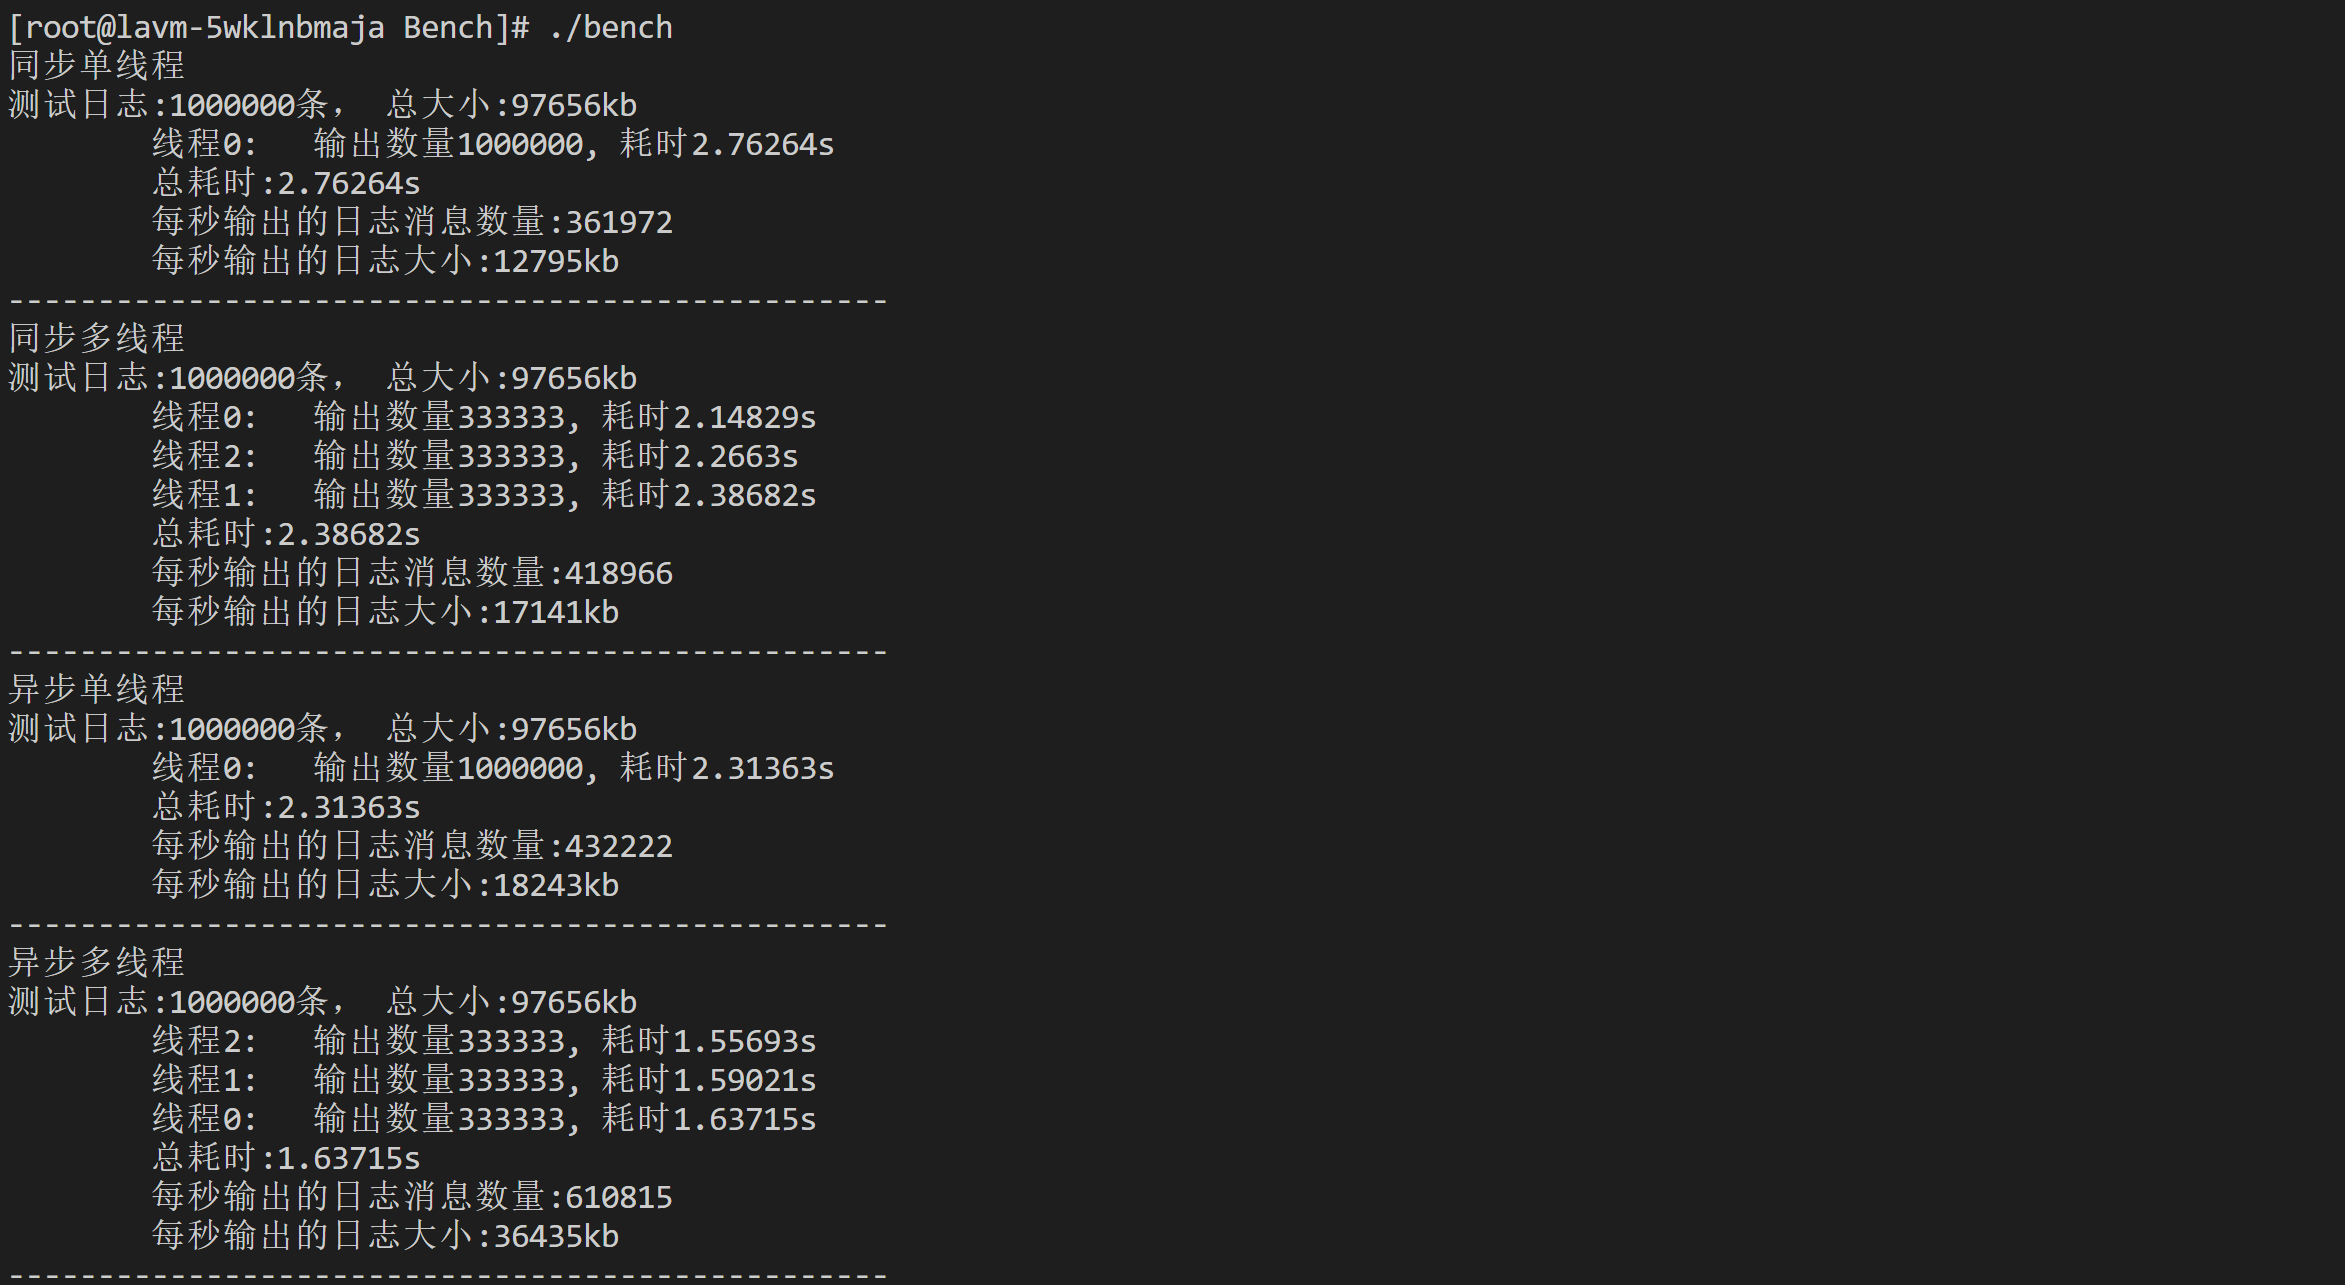 [root@lavm-5wklnbmaja Bench]# ./bench
同步单线程
测试日志:1000000条, 总大小:97656kb
线程0: 输出数量1000000, 耗时2.76264s
总耗时:2.76264s
每秒输出的日志消息数量:361972
每秒输出的日志大小:12795kb
-------------------------------------------------
同步多线程
测试日志:1000000条, 总大小:97656kb
线程0: 输出数量333333, 耗时2.14829s
线程2: 输出数量333333, 耗时2.2663s
线程1: 输出数量333333, 耗时2.38682s
总耗时:2.38682s
每秒输出的日志消息数量:418966
每秒输出的日志大小:17141kb
-------------------------------------------------
异步单线程
测试日志:1000000条, 总大小:97656kb
线程0: 输出数量1000000, 耗时2.31363s
总耗时:2.31363s
每秒输出的日志消息数量:432222
每秒输出的日志大小:18243kb
-------------------------------------------------
异步多线程
测试日志:1000000条, 总大小:97656kb
线程2: 输出数量333333, 耗时1.55693s
线程1: 输出数量333333, 耗时1.59021s
线程0: 输出数量333333, 耗时1.63715s
总耗时:1.63715s
每秒输出的日志消息数量:610815
每秒输出的日志大小:36435kb
-------------------------------------------------